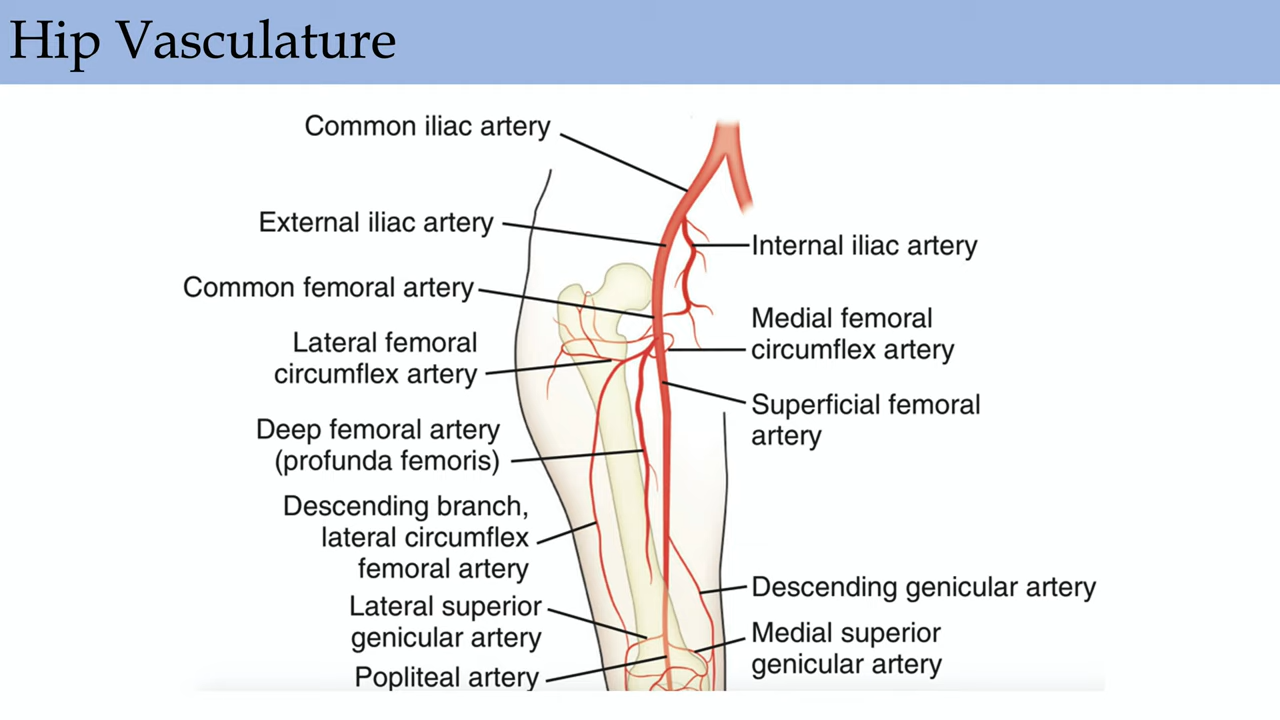 Hip Vasculature
Common iliac artery
External iliac artery
Internal iliac artery
Common femoral artery
Medial femoral
circumflex artery
Lateral femoral
circumflex artery
Superficial femoral
artery
Deep femoral artery
(profunda femoris)
Descending branch,
lateral circumflex
femoral artery
Descending genicular artery
Lateral superior
genicular artery
Medial superior
genicular artery
Popliteal artery